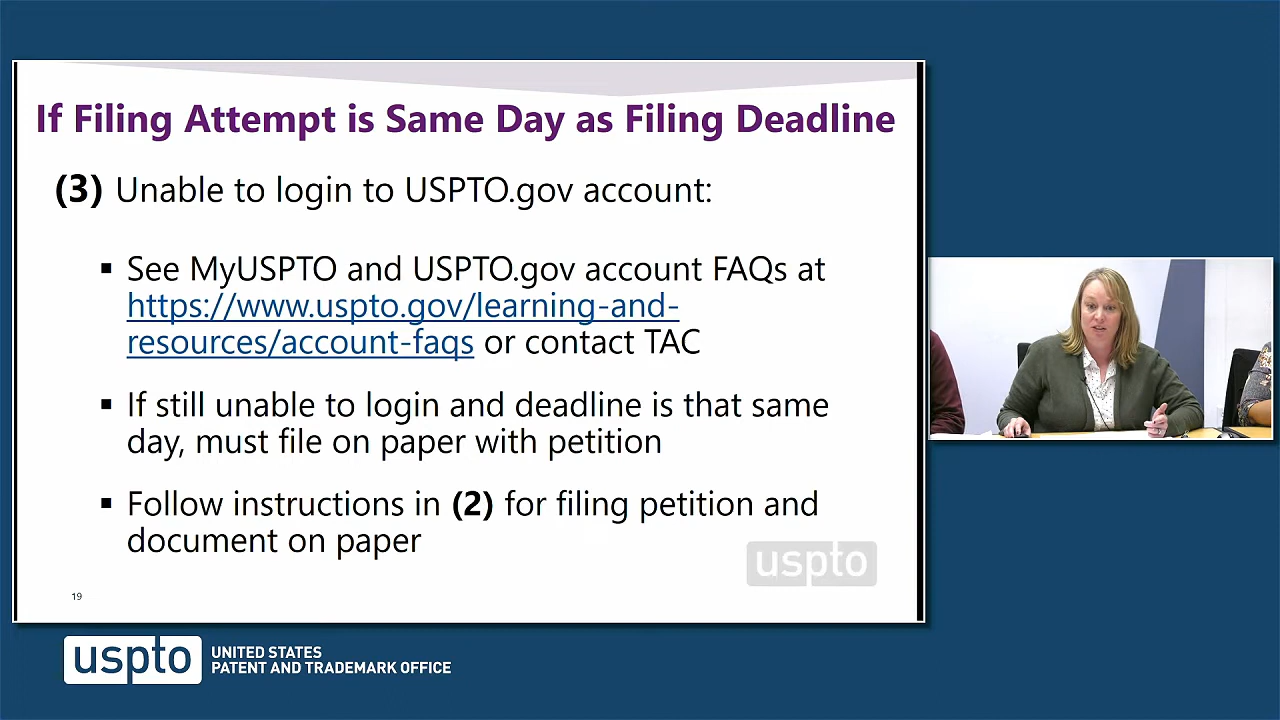 If Filing Attempt is Same Day as Filing Deadline
(3) Unable to login to USPTO.gov account:
▪ See MyUSPTO and USPTO.gov account FAQs at
https://www.uspto.gov/learning-and-
resources/account-faqs or contact TAC
▪ If still unable to login and deadline is that same
day, must file on paper with petition
▪ Follow instructions in (2) for filing petition and
document on paper
uspto
19
uspto
UNITED STATES
PATENT AND TRADEMARK OFFICE